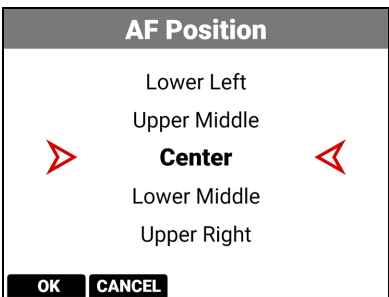 AF Position
Lower Left
Upper Middle
Center
Lower Middle
Upper Right
OK CANCEL